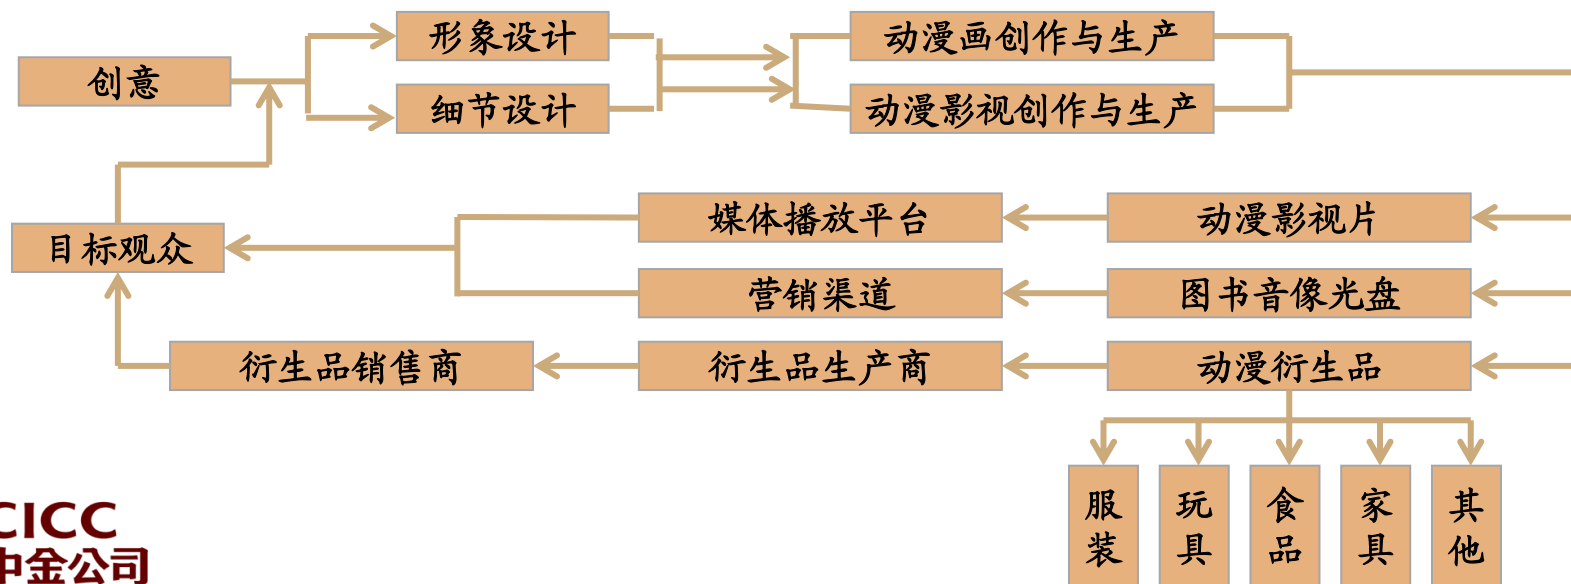 形象设计
动漫画创作与生产
创意
细节设计
动漫影视创作与生产
媒体播放平台
动漫影视片
目标观众
营销渠道
图书音像光盘
衍生品销售商
衍生品生产商
动漫衍生品
服装
玩具
食品
家具
其他
CICC
中金公司